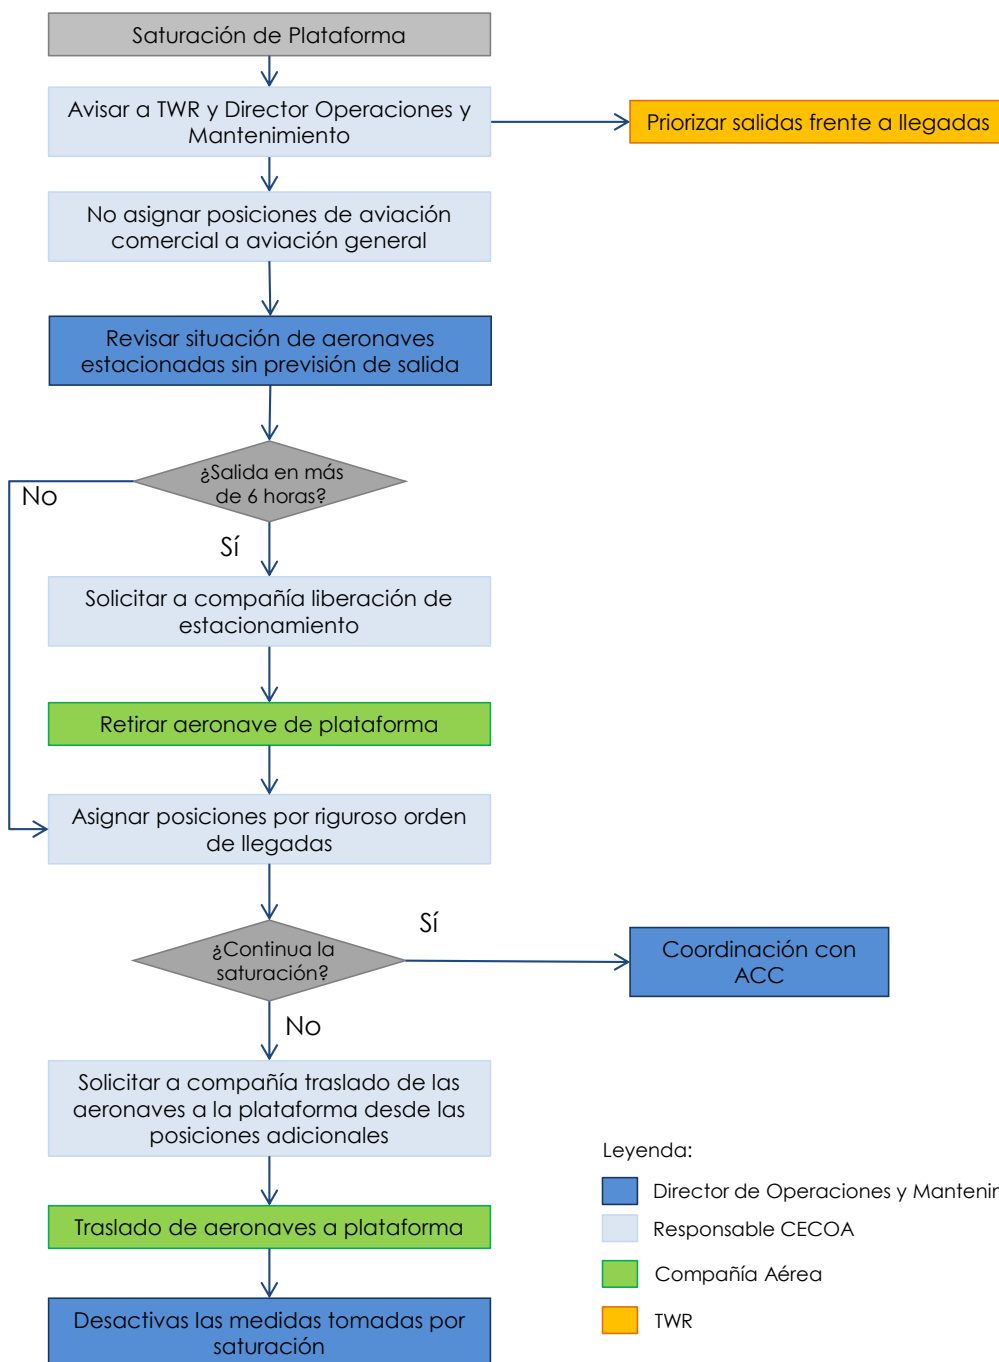 Saturación de Plataforma
Avisar a TWR y Director Operaciones y
Mantenimiento
Priorizar salidas frente a llegadas
No asignar posiciones de aviación
comercial a aviación general
Revisar situación de aeronaves
estacionadas sin previsión de salida
¿Salida en más
de 6 horas?
No
Sí
Solicitar a compañía liberación de
estacionamiento
Retirar aeronave de plataforma
Asignar posiciones por riguroso orden
de llegadas
¿Continua la
saturación?
Sí
Coordinación con
ACC
No
Solicitar a compañía traslado de las
aeronaves a la plataforma desde las
posiciones adicionales
Traslado de aeronaves a plataforma
Desactivas las medidas tomadas por
saturación
Leyenda:
Director de Operaciones y
Responsable CECOA
Compañía Aérea
TWR